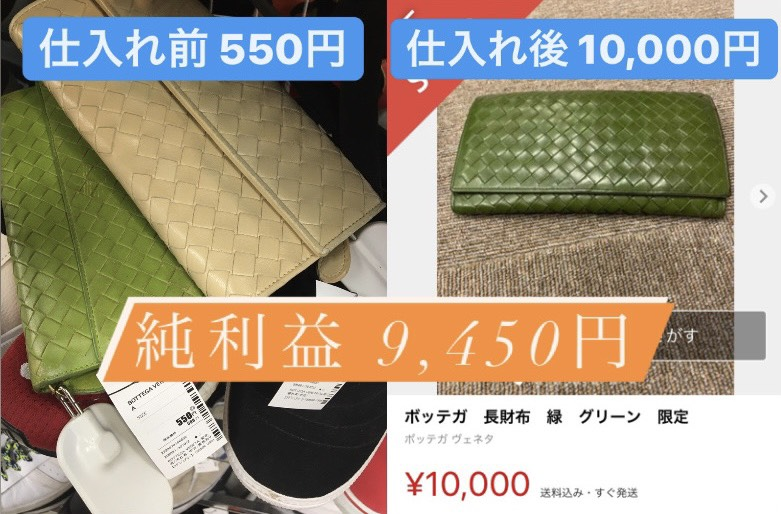 仕入れ前 550円
仕入れ後 10,000円
純利益 9,450円
がす
BOTTEGA VE
A
550
ボッテガ 長財布 緑 グリーン 限定
ボッテガ ヴェネタ
¥10,000 送料込み・すぐ発送